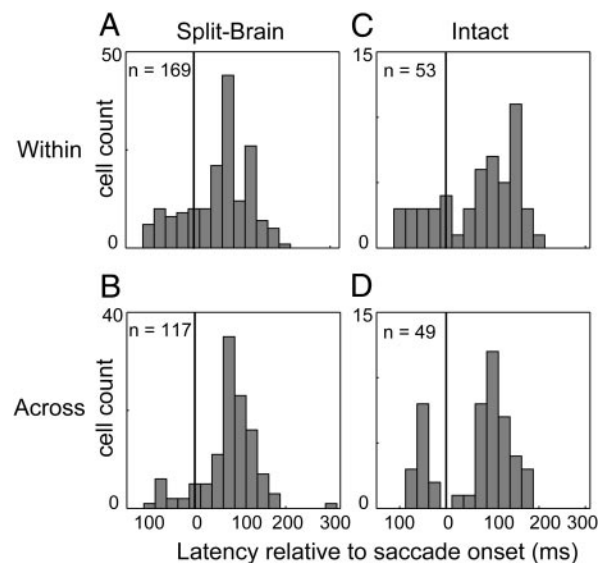 A Split-Brain C Intact
50 n = 169 15 n = 53
Within cell count
0 0
B D
40 n = 117 15 n = 49
Across cell count
0 0
100 0 100 200 300 100 0 100 200 300
Latency relative to saccade onset (ms)